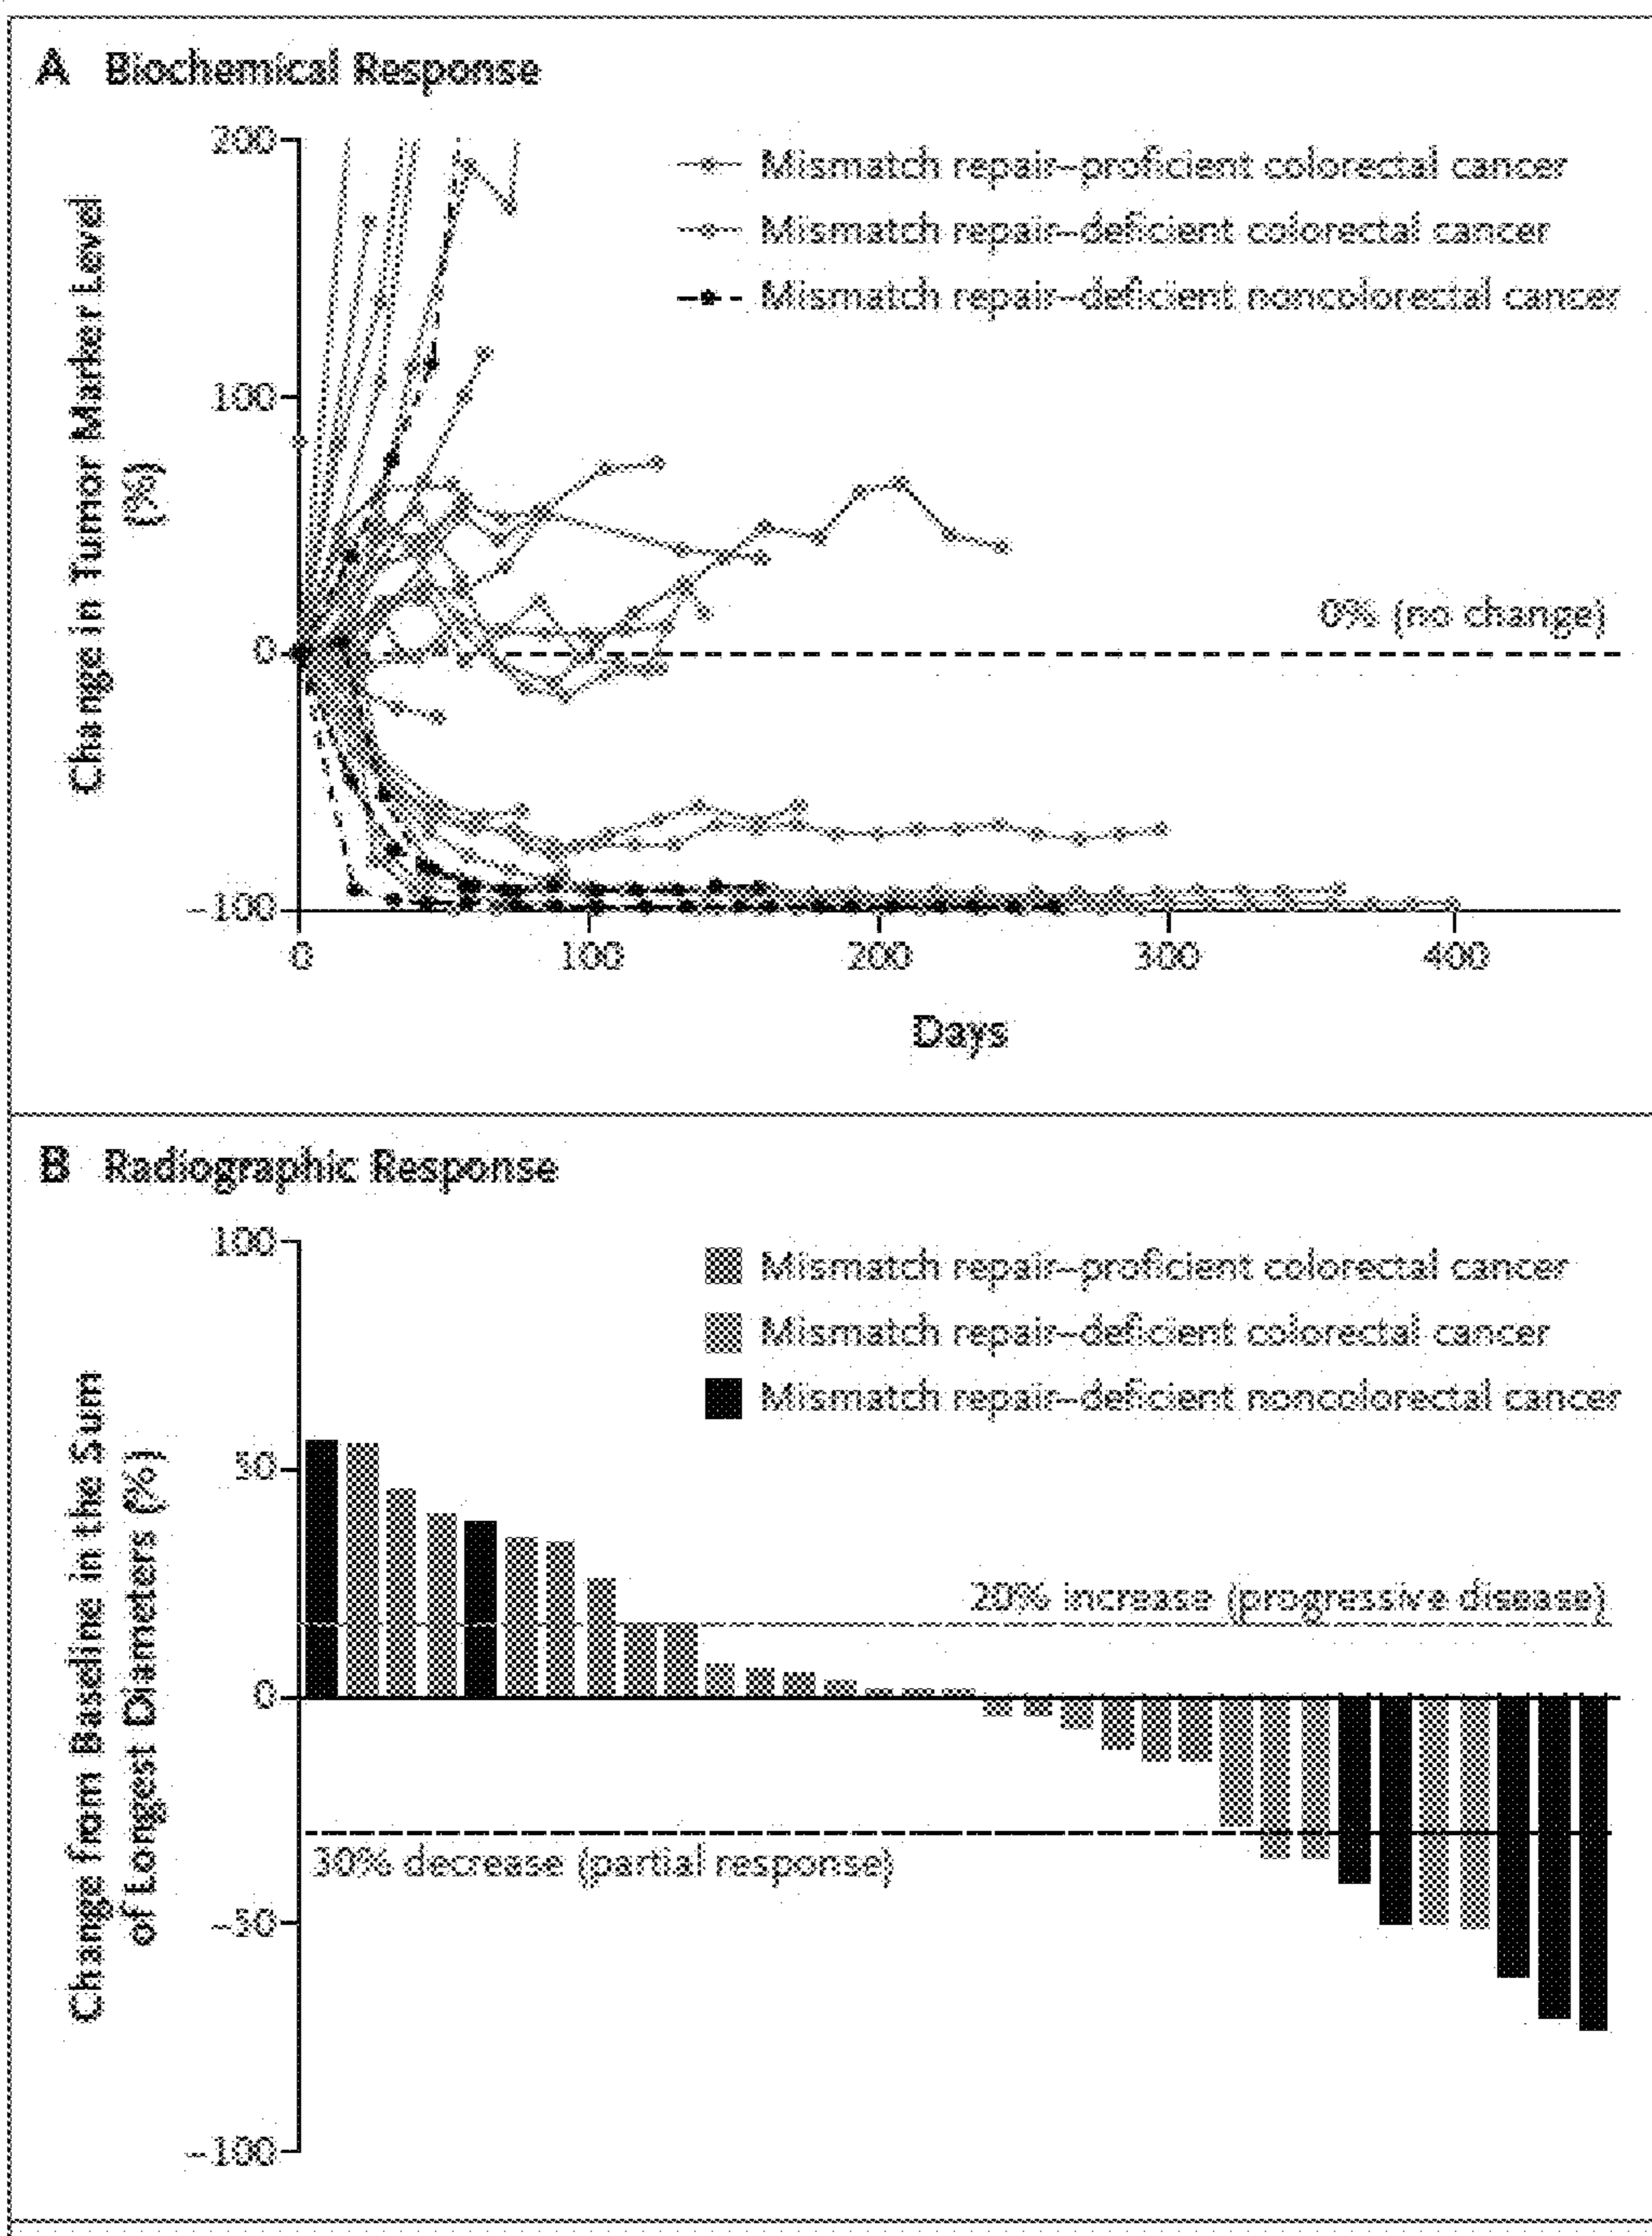 A Biochemical Response
200
100
0
-100
Change in Tumor Marker Level
(%)
Mismatch repair–proficient colorectal cancer
Mismatch repair–deficient colorectal cancer
Mismatch repair–deficient noncolorectal cancer
0% (no change)
0 100 200 300 400
Days
B Radiographic Response
100
50
0
-50
-100
Change from Baseline in the Sum
of Longest Diameters (%)
Mismatch repair–proficient colorectal cancer
Mismatch repair–deficient colorectal cancer
Mismatch repair–deficient noncolorectal cancer
20% increase (progressive disease)
30% decrease (partial response)